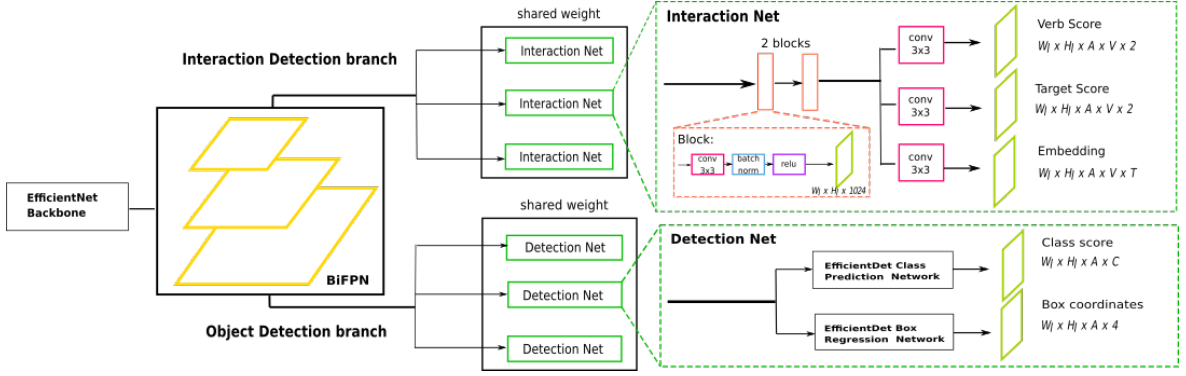 EfficientNet
Backbone
BiFPN
Interaction Detection branch
Object Detection branch
shared weight
Interaction Net
Interaction Net
Interaction Net
shared weight
Detection Net
Detection Net
Detection Net
Interaction Net
2 blocks
Block:
conv
3x3
batch
norm
relu
Wl x Hl x 1024
conv
3x3
conv
3x3
conv
3x3
Verb Score
Wl x Hl x A x V x 2
Target Score
Wl x Hl x A x V x 2
Embedding
Wl x Hl x A x V x T
Detection Net
EfficientDet Class
Prediction Network
EfficientDet Box
Regression Network
Class score
Wl x Hl x A x C
Box coordinates
Wl x Hl x A x 4